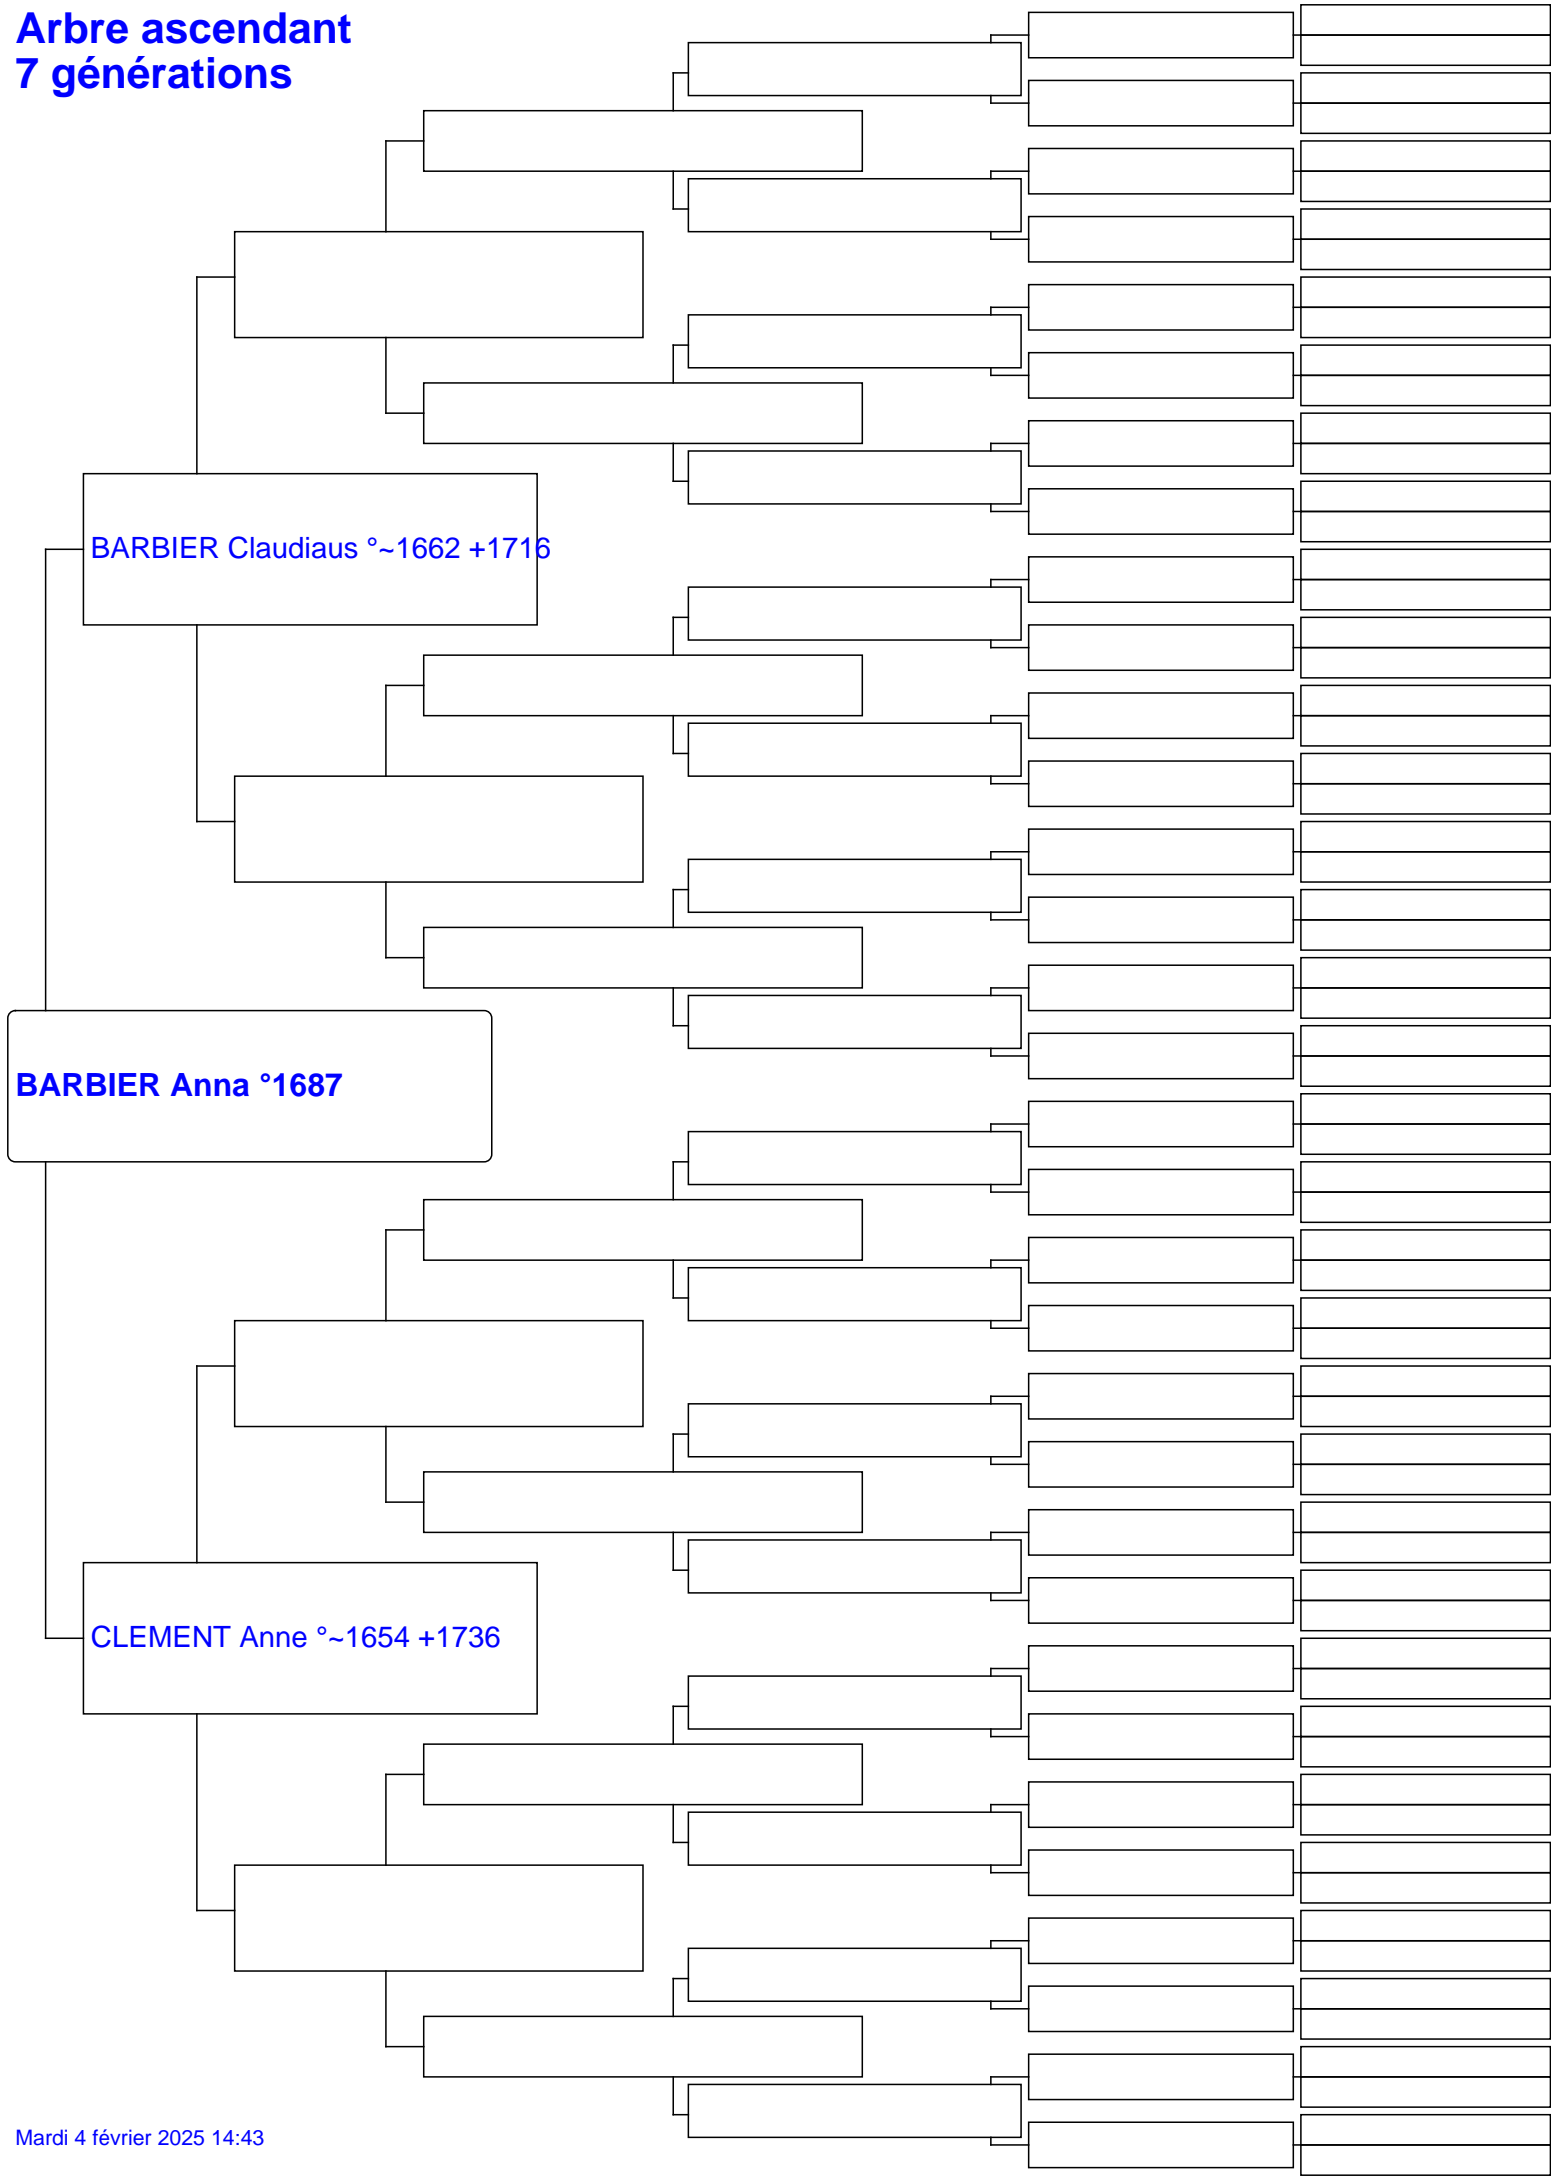 Arbre ascendant
7 générations
BARBIER Claudiaus °~1662 +1716
BARBIER Anna °1687
CLEMENT Anne °~1654 +1736
Mardi 4 février 2025 14:43